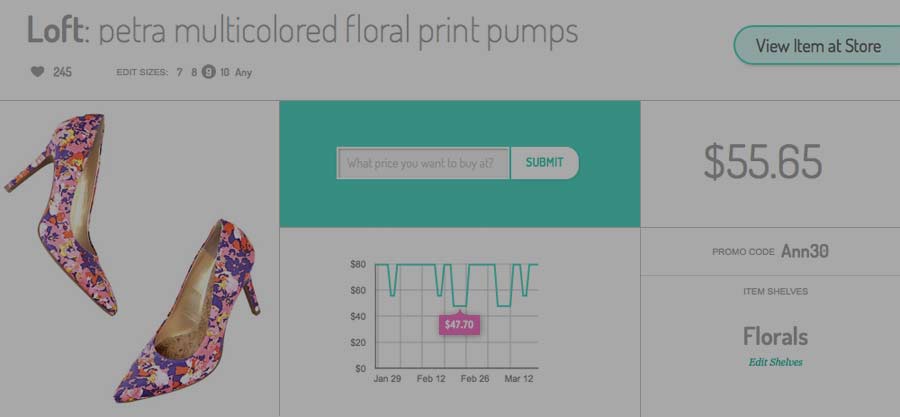 Loft: petra multicolored floral print pumps
View Item at Store
245 EDIT SIZES: 7 8 9 10 Any
What price you want to buy at? SUBMIT
$55.65
PROMO CODE Ann30
ITEM SHELVES
Florals
Edit Shelves
$80
$60
$40
$20
$0
$47.70
Jan 29 Feb 12 Feb 26 Mar 12